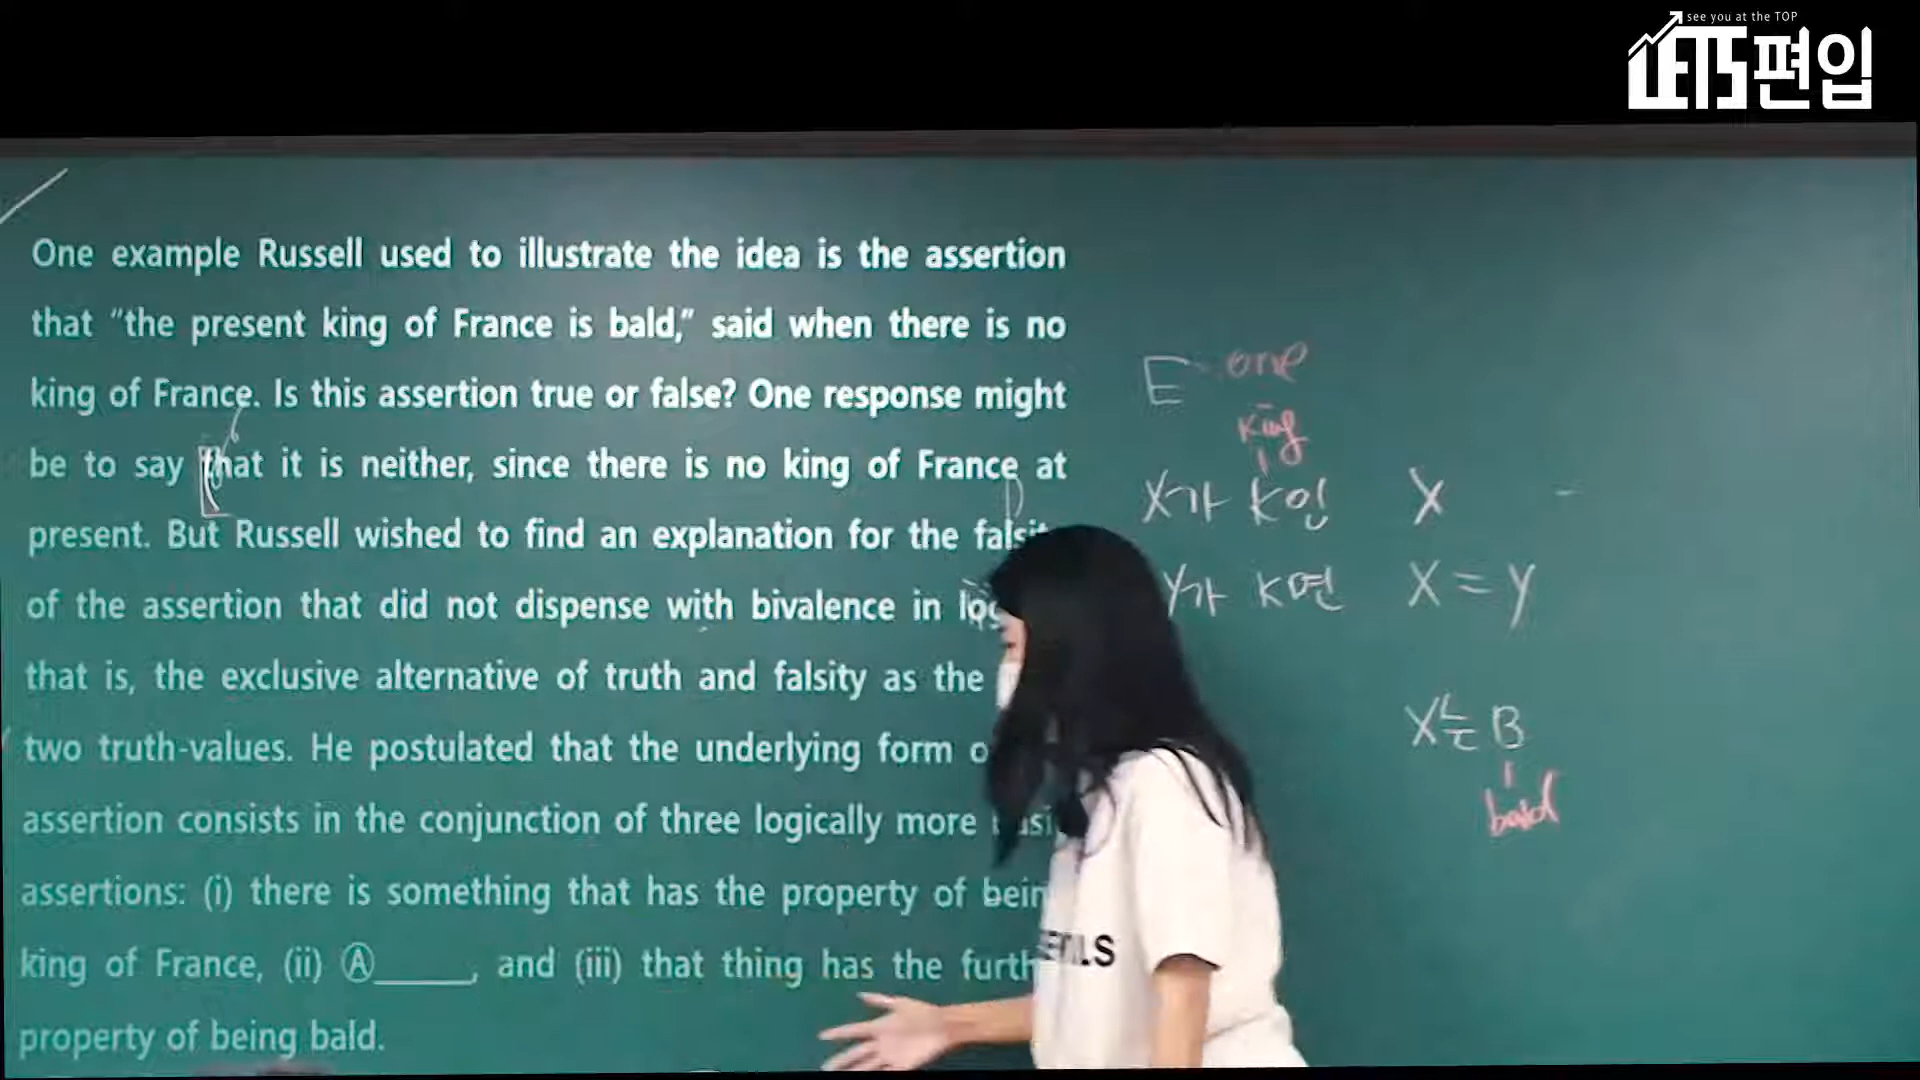 see you at the TOP
LETS편입
One example Russell used to illustrate the idea is the assertion
that “the present king of France is bald,” said when there is no
king of France. Is this assertion true or false? One response might
be to say that it is neither, since there is no king of France at
present. But Russell wished to find an explanation for the
of the assertion that did not dispense with bivalence in
that is, the exclusive alternative of truth and falsity as the
two truth-values. He postulated that the underlying form
assertion consists in the conjunction of three logically more
assertions: (i) there is something that has the property of
king of France, (ii) Ⓐ_____, and (iii) that thing has the
property of being bald.
E one
king
X가 K인 X
Y가 K면 X = Y
X는 B
bald